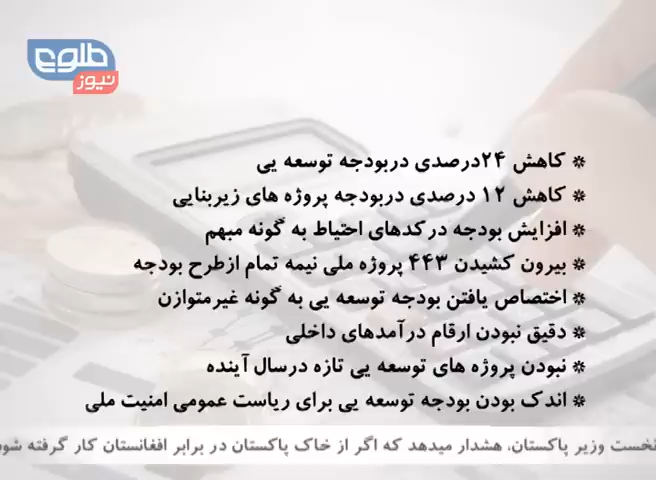 طلوع
نیوز
* کاهش ۲۴درصدی دربودجه توسعه یی
* کاهش ۱۲ درصدی دربودجه پروژه های زیربنایی
* افزایش بودجه درکدهای احتیاط به گونه مبهم
* بیرون کشیدن ۴۴۳ پروژه ملی نیمه تمام ازطرح بودجه
* اختصاص یافتن بودجه توسعه یی به گونه غیرمتوازن
* دقیق نبودن ارقام درآمدهای داخلی
* نبودن پروژه های توسعه یی تازه درسال آینده
* اندک بودن بودجه توسعه یی برای ریاست عمومی امنیت ملی
نخست وزیر پاکستان، هشدار میدهد که اگر از خاک پاکستان در برابر افغانستان کار گرفته شود